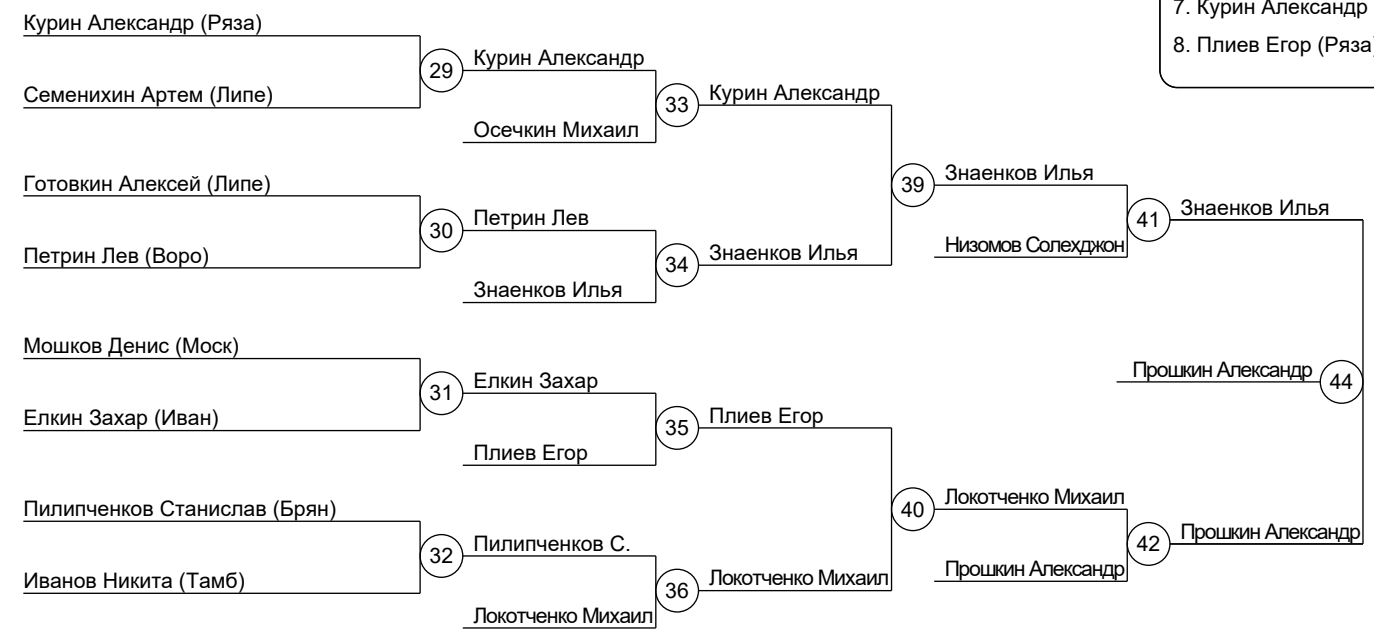 7. Курин Александр
8. Плиев Егор (Ряза)
Курин Александр (Ряза)
Семенихин Артем (Липе)
Готовкин Алексей (Липе)
Петрин Лев (Воро)
Мошков Денис (Моск)
Елкин Захар (Иван)
Пилипченков Станислав (Брян)
Иванов Никита (Тамб)
29
30
31
32
Курин Александр
Осечкин Михаил
Петрин Лев
Знаенков Илья
Елкин Захар
Плиев Егор
Пилипченков С.
Локотченко Михаил
33
34
35
36
Курин Александр
Знаенков Илья
Плиев Егор
Локотченко Михаил
39
40
Знаенков Илья
Низомов Солехджон
Локотченко Михаил
Прошкин Александр
41
42
Знаенков Илья
Прошкин Александр
Прошкин Александр
44